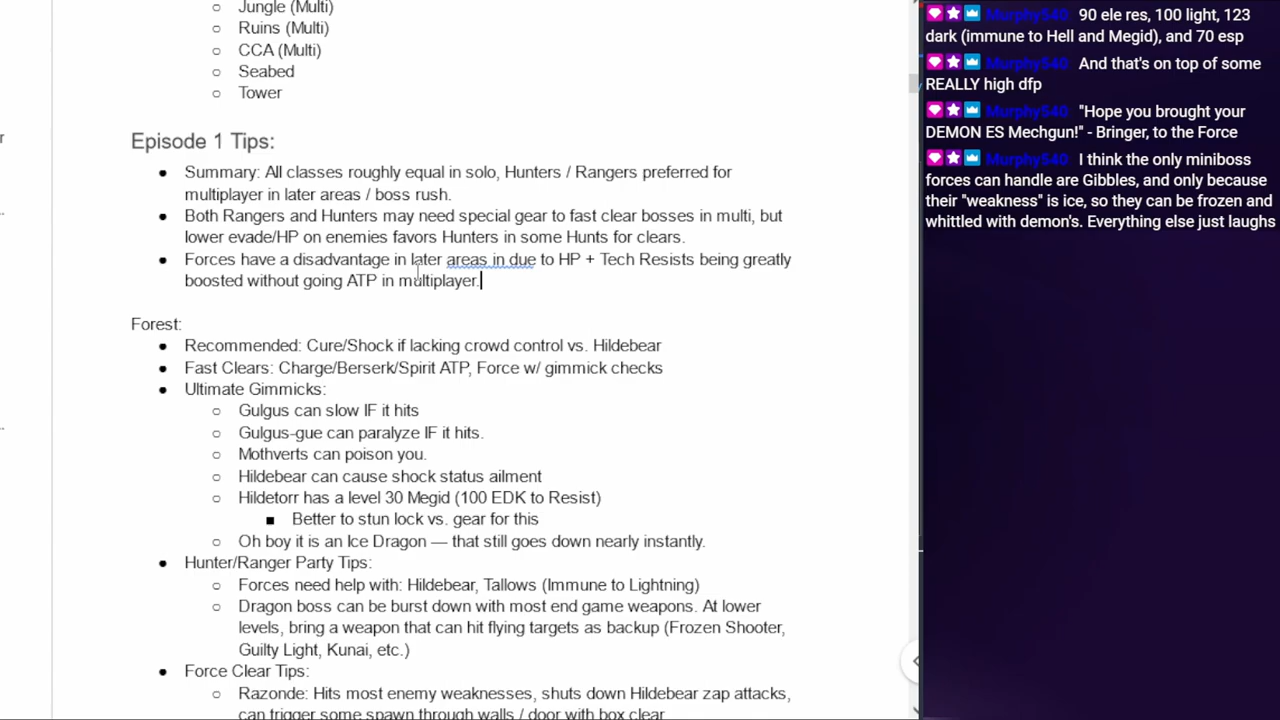 Jungle (Multi)
Ruins (Multi)
CCA (Multi)
Seabed
Tower
Episode 1 Tips:
Summary: All classes roughly equal in solo, Hunters / Rangers preferred for
multiplayer in later areas / boss rush.
Both Rangers and Hunters may need special gear to fast clear bosses in multi, but
lower evade/HP on enemies favors Hunters in some Hunts for clears.
Forces have a disadvantage in later areas in due to HP + Tech Resists being greatly
boosted without going ATP in multiplayer.
Forest:
Recommended: Cure/Shock if lacking crowd control vs. Hildebear
Fast Clears: Charge/Berserk/Spirit ATP, Force w/ gimmick checks
Ultimate Gimmicks:
Gulgus can slow IF it hits
Gulgus-gue can paralyze IF it hits.
Mothverts can poison you.
Hildebear can cause shock status ailment
Hildetorr has a level 30 Megid (100 EDK to Resist)
Better to stun lock vs. gear for this
Oh boy it is an Ice Dragon — that still goes down nearly instantly.
Hunter/Ranger Party Tips:
Forces need help with: Hildebear, Tallows (Immune to Lightning)
Dragon boss can be burst down with most end game weapons. At lower
levels, bring a weapon that can hit flying targets as backup (Frozen Shooter,
Guilty Light, Kunai, etc.)
Force Clear Tips:
Razonde: Hits most enemy weaknesses, shuts down Hildebear zap attacks,
can trigger some spawn through walls / door with box clear
Murphy540 90 ele res, 100 light, 123
dark (immune to Hell and Megid), and 70 esp
Murphy540 And that's on top of some
REALLY high dfp
Murphy540 "Hope you brought your
DEMON ES Mechgun!" - Bringer, to the Force
Murphy540 I think the only miniboss
forces can handle are Gibbles, and only because
their "weakness" is ice, so they can be frozen and
whittled with demon's. Everything else just laughs